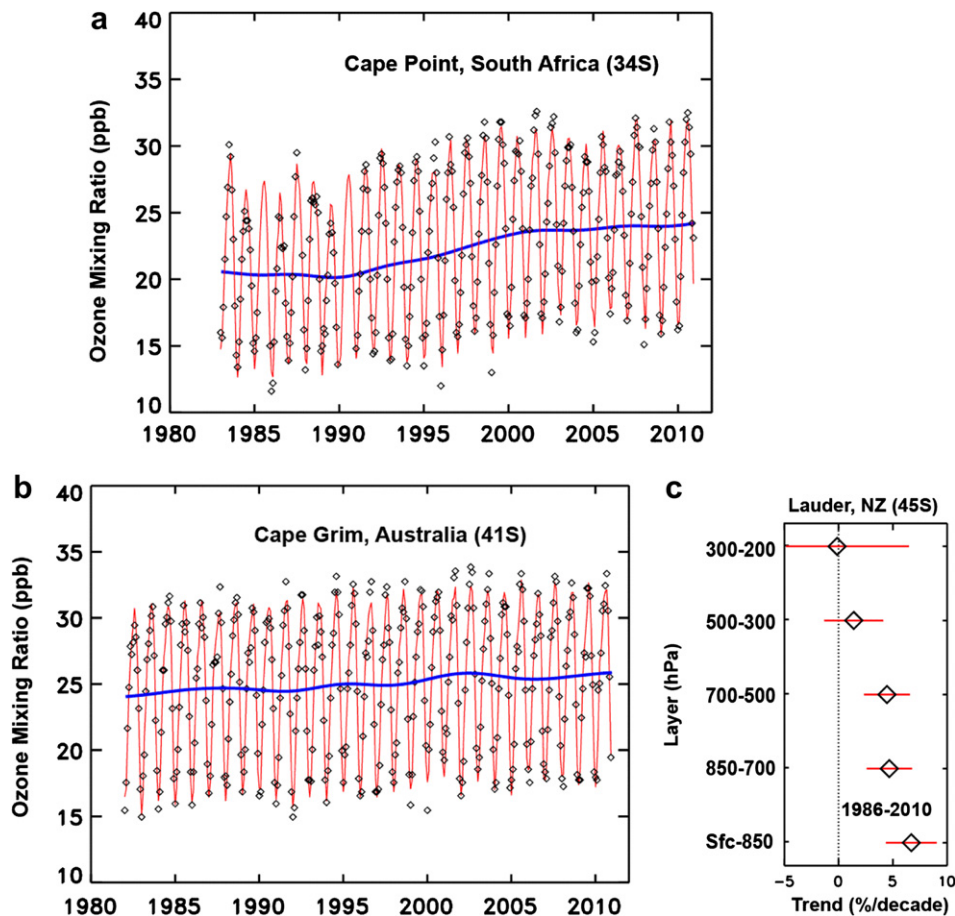 a
Cape Point, South Africa (34S)
Ozone Mixing Ratio (ppb)
40
35
30
25
20
15
10
1980 1985 1990 1995 2000 2005 2010
b
Cape Grim, Australia (41S)
Ozone Mixing Ratio (ppb)
40
35
30
25
20
15
10
1980 1985 1990 1995 2000 2005 2010
c
Lauder, NZ (45S)
Layer (hPa)
300-200
500-300
700-500
850-700
1986-2010
Sfc-850
-5 0 5 10
Trend (%/decade)